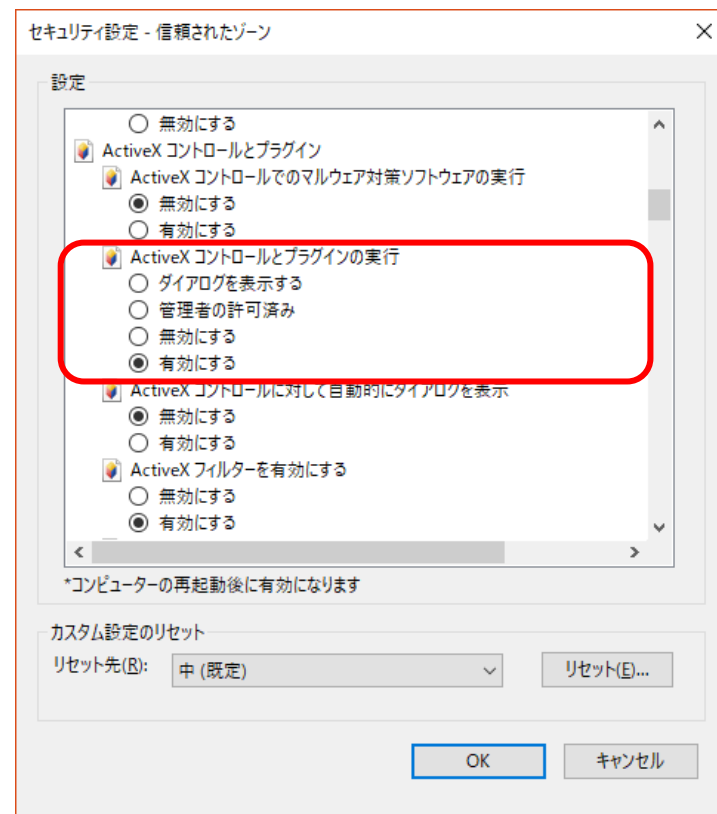 セキュリティ設定 - 信頼されたゾーン
設定
無効にする
ActiveX コントロールとプラグイン
ActiveX コントロールでのマルウェア対策ソフトウェアの実行
無効にする
有効にする
ActiveX コントロールとプラグインの実行
ダイアログを表示する
管理者の許可済み
無効にする
有効にする
ActiveX コントロールに対して自動的にダイアログを表示
無効にする
有効にする
ActiveX フィルターを有効にする
無効にする
有効にする
*コンピューターの再起動後に有効になります
カスタム設定のリセット
リセット先(R): 中 (既定) リセット(E)...
OK キャンセル